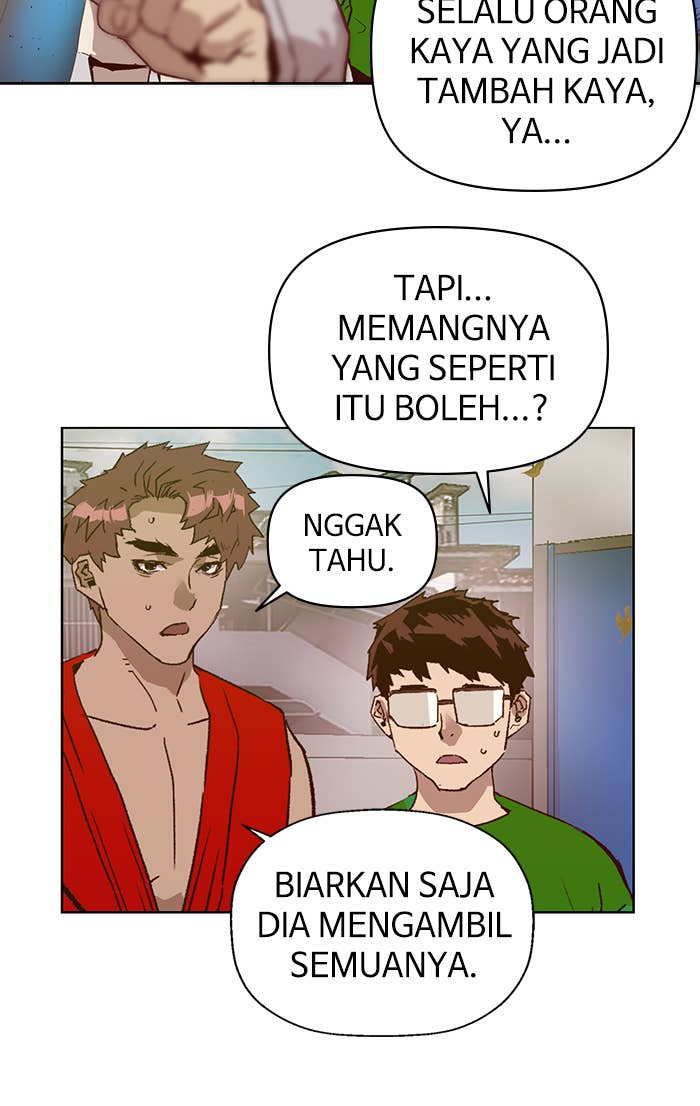 SELALU ORANG
KAYA YANG JADI
TAMBAH KAYA,
YA...
TAPI...
MEMANGNYA
YANG SEPERTI
ITU BOLEH...?
NGGAK
TAHU.
BIARKAN SAJA
DIA MENGAMBIL
SEMUANYA.